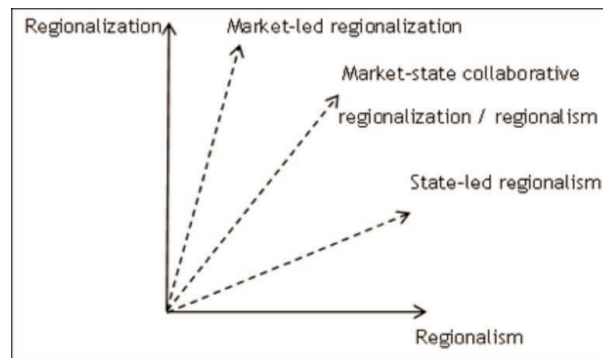 Regionalization
Market-led regionalization
Market-state collaborative
regionalization / regionalism
State-led regionalism
Regionalism